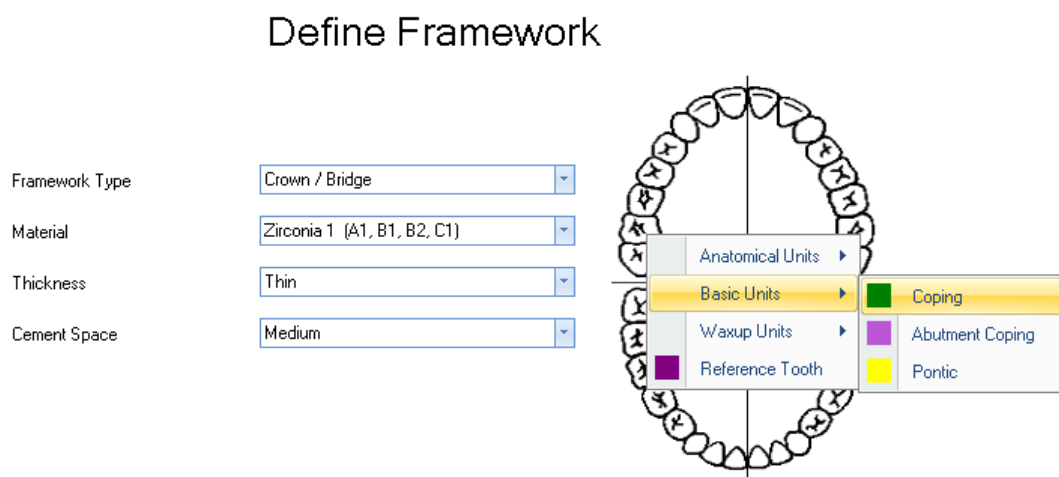 Define Framework
Framework Type
Crown / Bridge
Material
Zirconia 1 (A1, B1, B2, C1)
Thickness
Thin
Cement Space
Medium
Anatomical Units
Basic Units
Waxup Units
Reference Tooth
Coping
Abutment Coping
Pontic